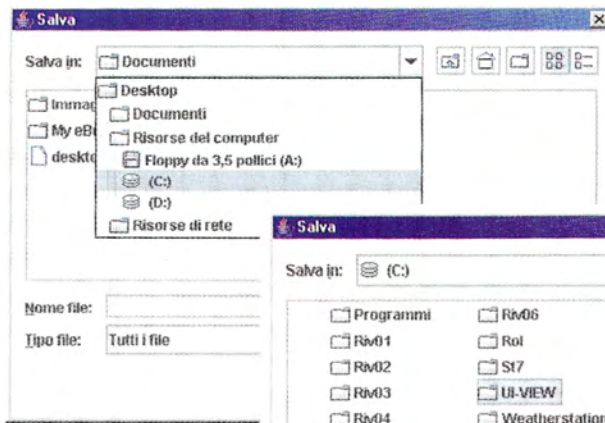 Salva
Salva in: Documenti
Desktop
Documenti
Risorse del computer
Floppy da 3,5 pollici (A:)
(C:)
(D:)
Risorse di rete
Immag
My eB
deskto
Nome file:
Tipo file: Tutti i file
Salva
Salva in: (C:)
Programmi Riv06
Riv01 Rol
Riv02 St7
Riv03 UI-VIEW
Riv04 Weatherstation